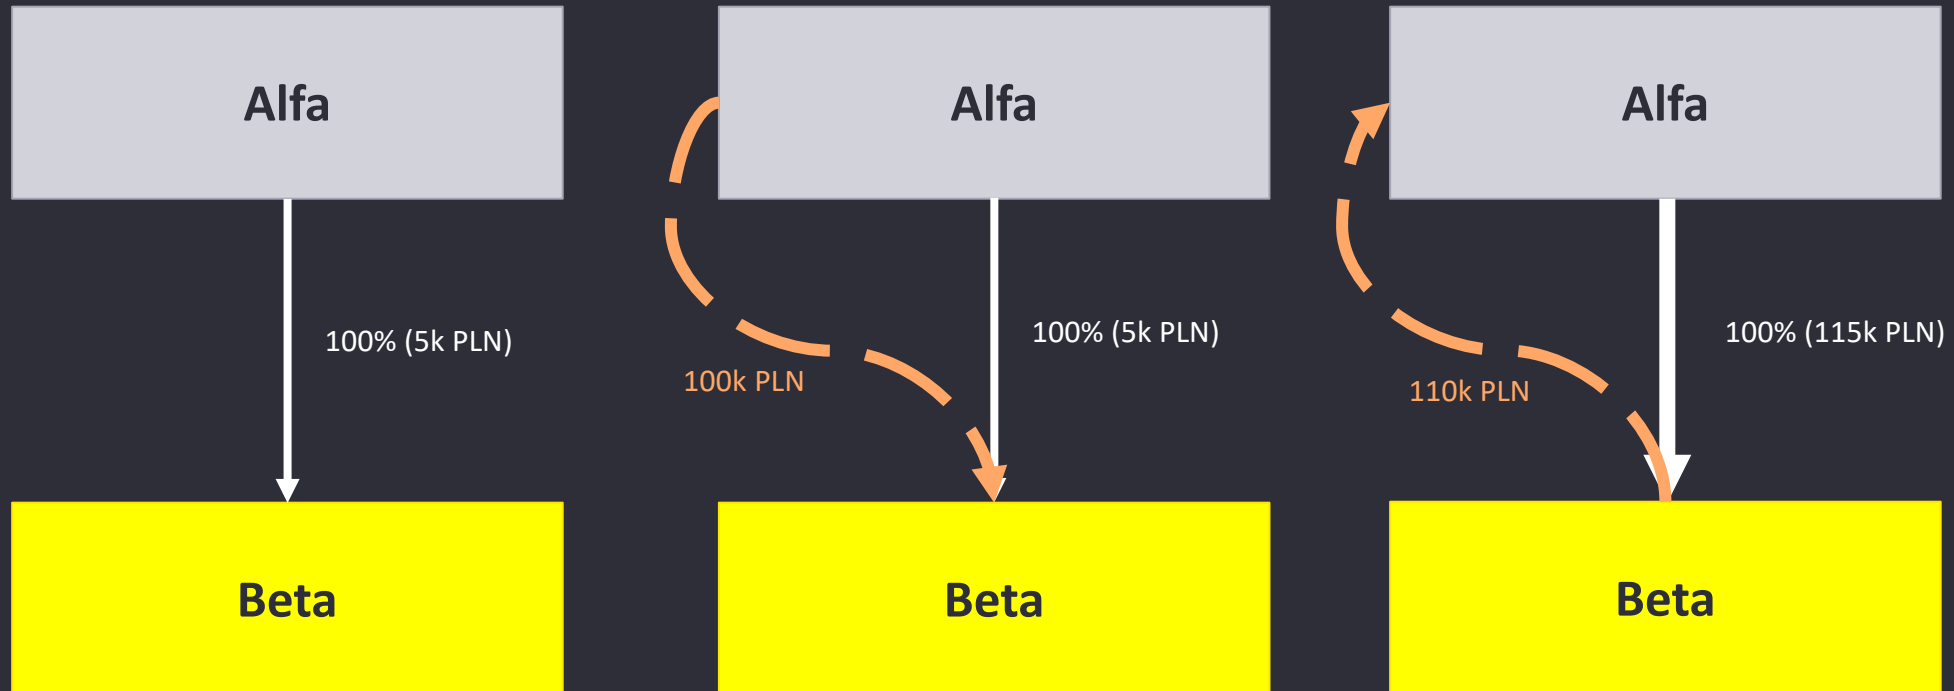 Alfa
100% (5k PLN)
Beta
Alfa
100% (5k PLN)
100k PLN
Beta
Alfa
100% (115k PLN)
110k PLN
Beta